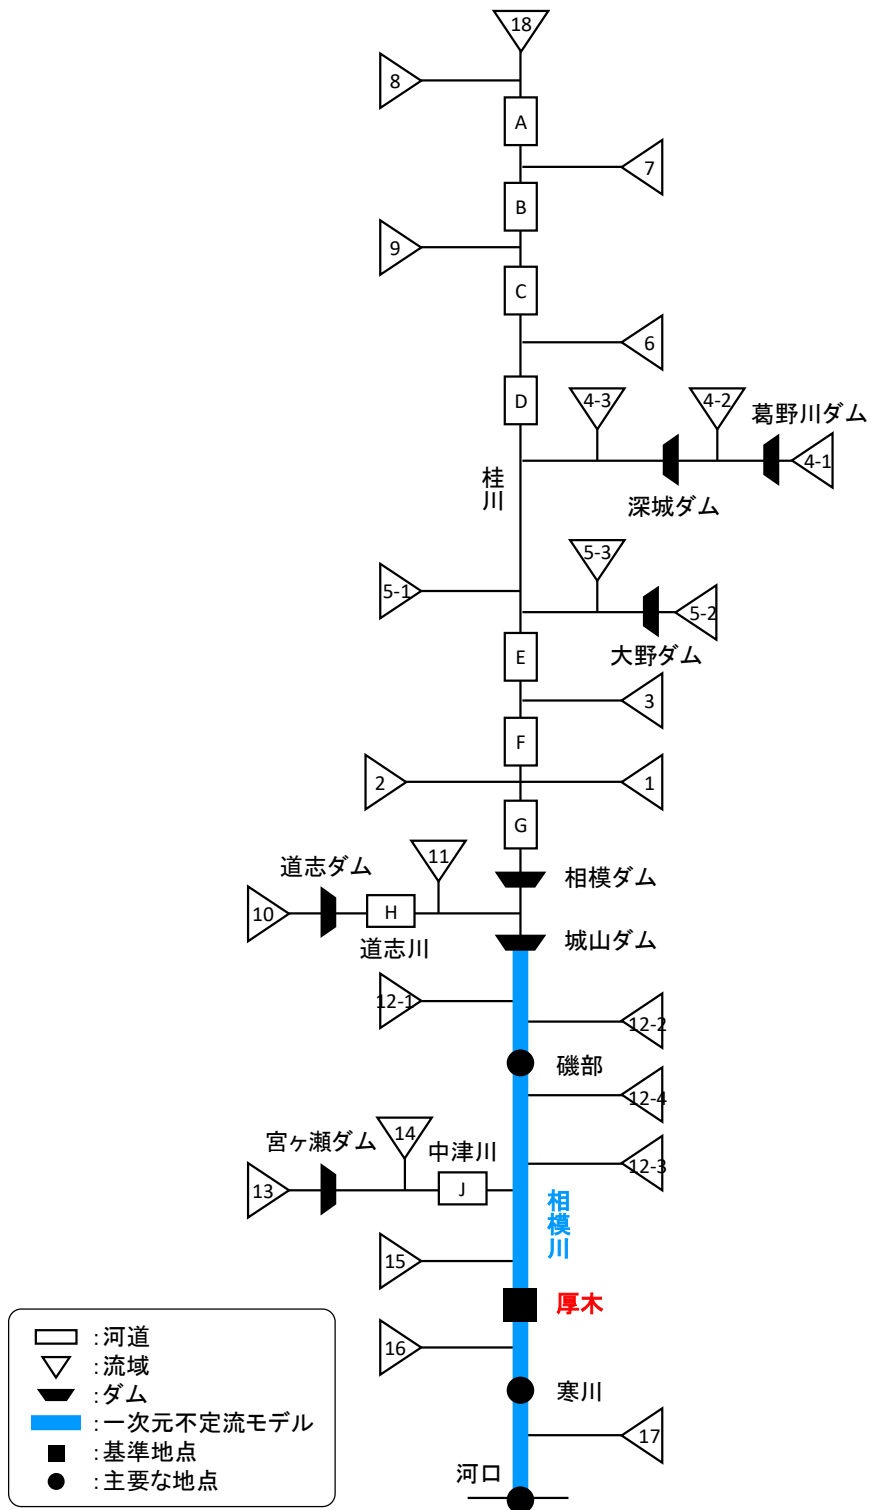 18
8
A
7
B
9
C
6
D
4-3
4-2
葛野川ダム
4-1
桂川
深城ダム
5-3
5-1
5-2
大野ダム
E
3
F
2
1
G
11
道志ダム
相模ダム
10
H
道志川
城山ダム
12-1
12-2
磯部
12-4
14
宮ヶ瀬ダム
中津川
12-3
13
J
相模川
15
厚木
16
寒川
17
河口
:河道
:流域
:ダム
:一次元不定流モデル
:基準地点
:主要な地点